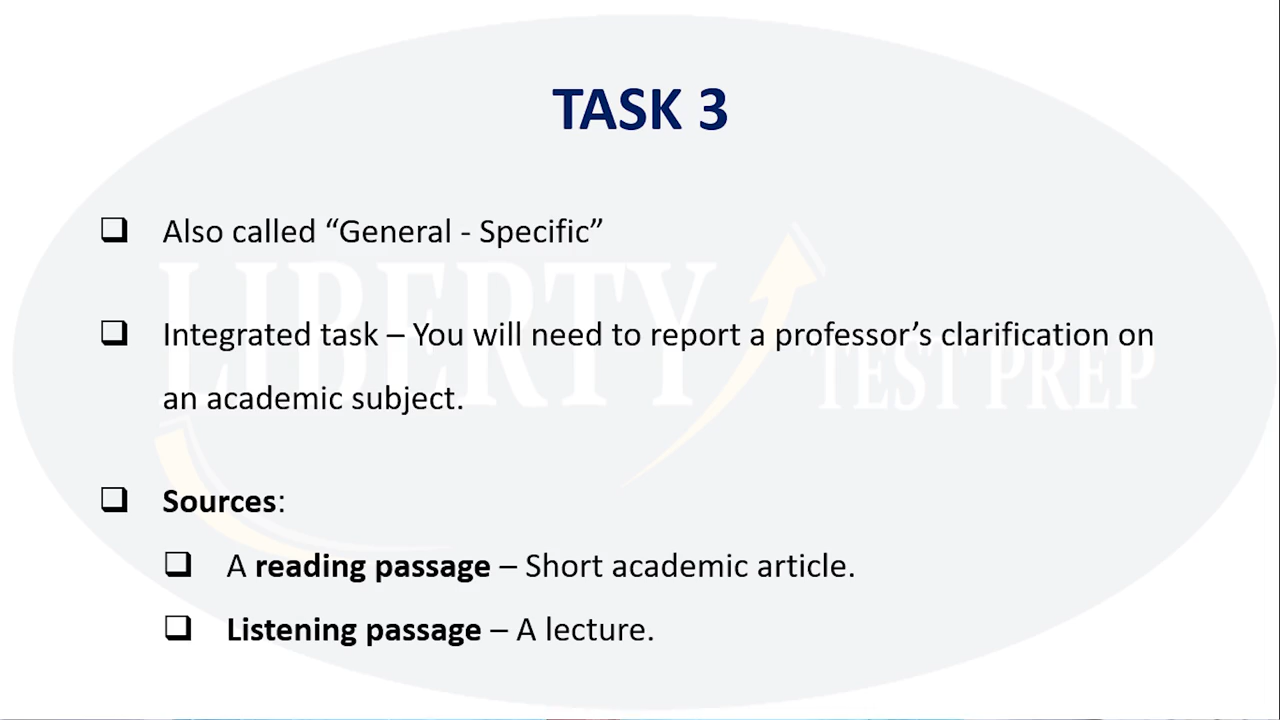 TASK 3
❑ Also called “General - Specific”
❑ Integrated task – You will need to report a professor’s clarification on
an academic subject.
❑ Sources:
❑ A reading passage – Short academic article.
❑ Listening passage – A lecture.
LIBERTY
TEST PREP